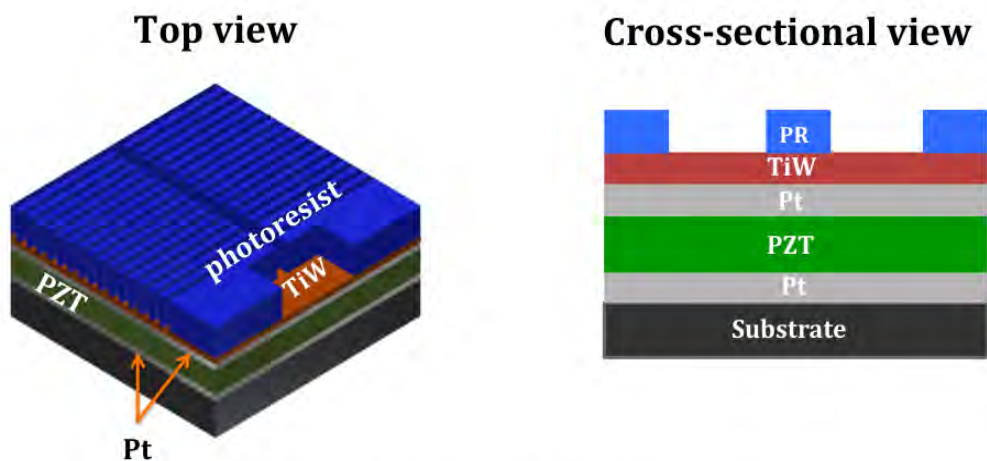 Top view
photoresist
TiW
PZT
Pt
Cross-sectional view
PR
TiW
Pt
PZT
Pt
Substrate